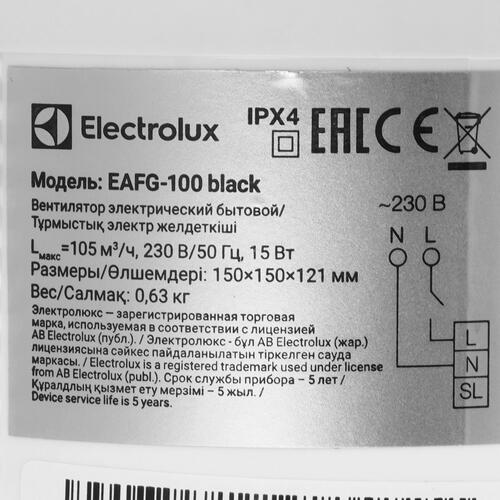 Electrolux
IPX4
EAC CE
Модель: EAFG-100 black
Вентилятор электрический бытовой/
Тұрмыстық электр желдеткіші
Lмакс=105 м³/ч, 230 В/50 Гц, 15 Вт
Размеры/Өлшемдері: 150×150×121 мм
Вес/Салмақ: 0,63 кг
Электролюкс – зарегистрированная торговая
марка, используемая в соответствии с лицензией
AB Electrolux (публ.). / Электролюкс - бұл AB Electrolux (жар.)
лицензиясына сәйкес пайдаланылатын тіркелген сауда
маркасы. / Electrolux is a registered trademark used under license
from AB Electrolux (publ.). Срок службы прибора – 5 лет /
Құралдың қызмет ету мерзімі – 5 жыл. /
Device service life is 5 years.
~230 В
N L
L
N
SL